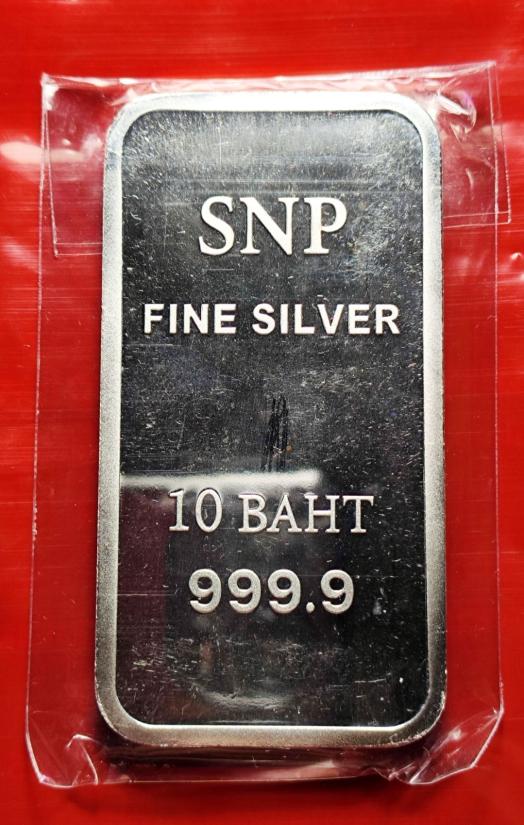 SNP
FINE SILVER
10 BAHT
999.9